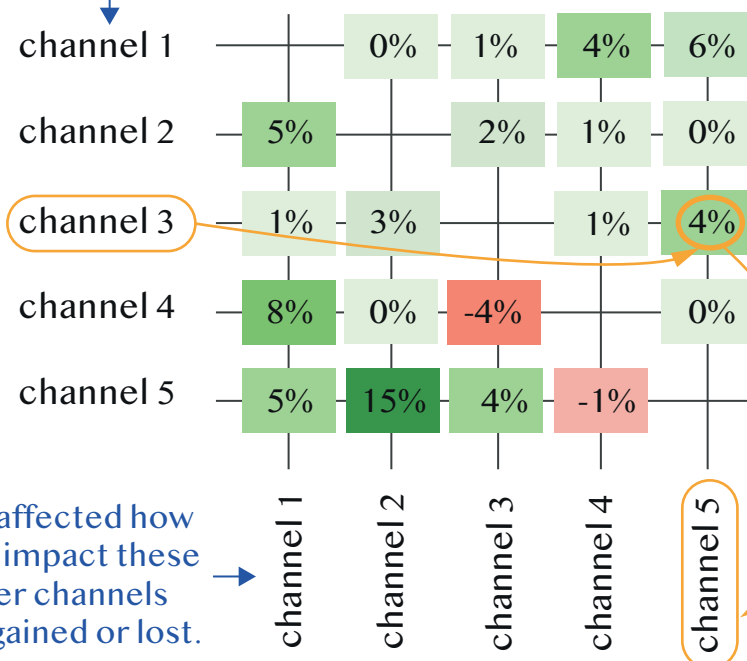 channel 1 0% 1% 4% 6%
channel 2 5% 2% 1% 0%
channel 3 1% 3% 1% 4%
channel 4 8% 0% -4% 0%
channel 5 5% 15% 4% -1%
channel 1 channel 2 channel 3 channel 4 channel 5
affected how
impact these
er channels
gained or lost.